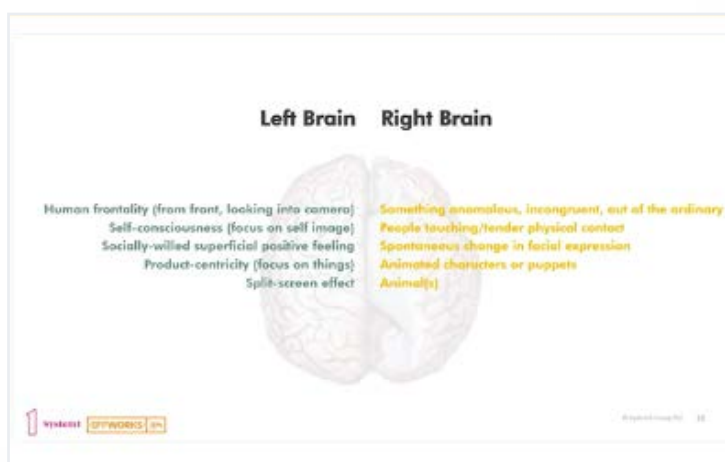 Left Brain Right Brain
Human frontality (from front, looking into camera)
Self-consciousness (focus on self image)
Socially-willed superficial positive feeling
Product-centricity (focus on things)
Split-screen effect
Something anomalous, incongruent, out of the ordinary
People touching/tender physical contact
Spontaneous change in facial expression
Animated characters or puppets
Animal(s)
System1